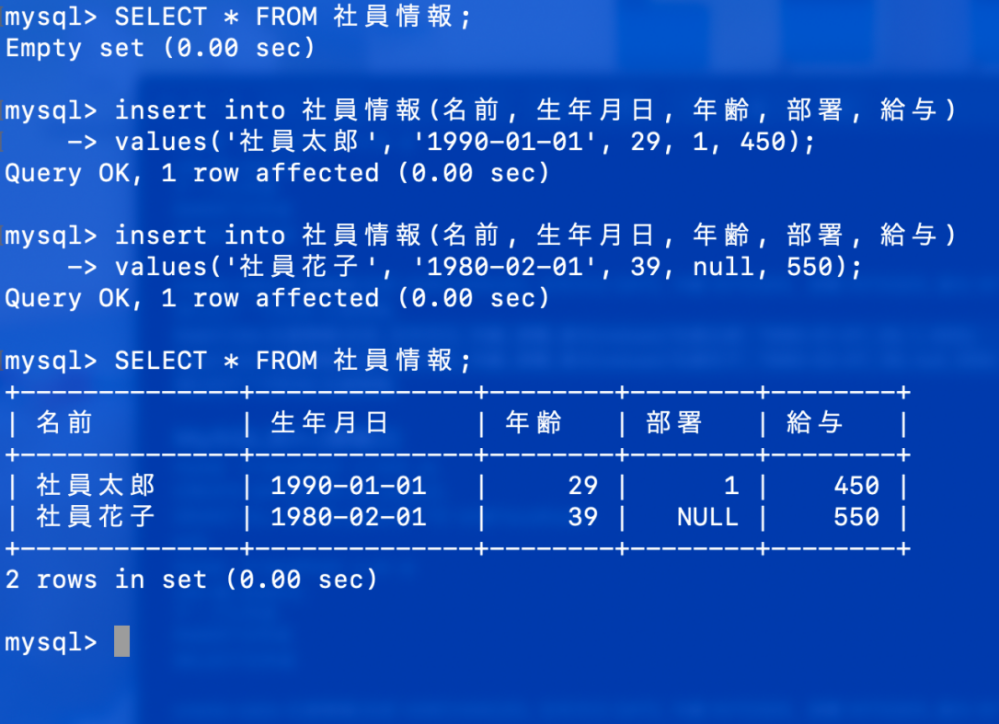 mysql> SELECT * FROM 社員情報;
Empty set (0.00 sec)
mysql> insert into 社員情報(名前, 生年月日, 年齢, 部署, 給与)
-> values('社員太郎', '1990-01-01', 29, 1, 450);
Query OK, 1 row affected (0.00 sec)
mysql> insert into 社員情報(名前, 生年月日, 年齢, 部署, 給与)
-> values('社員花子', '1980-02-01', 39, null, 550);
Query OK, 1 row affected (0.00 sec)
mysql> SELECT * FROM 社員情報;
+--------------+--------------+--------+--------+--------+
| 名前 | 生年月日 | 年齢 | 部署 | 給与 |
+--------------+--------------+--------+--------+--------+
| 社員太郎 | 1990-01-01 | 29 | 1 | 450 |
| 社員花子 | 1980-02-01 | 39 | NULL | 550 |
+--------------+--------------+--------+--------+--------+
2 rows in set (0.00 sec)
mysql>